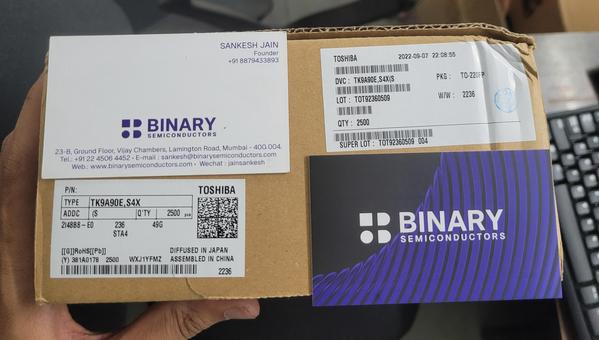 SANKESH JAIN
Founder
+91 8879433893
BINARY
SEMICONDUCTORS
23-B, Ground Floor, Vijay Chambers, Lamington Road, Mumbai - 400 004.
Tel.: +91 22 4506 4452 • E-mail : sankesh@binarysemiconductors.com
Web.: www.binarysemiconductors.com • Wechat : jainsankesh
TOSHIBA 2022-09-07 22:08:55
DVC : TK9A90E,S4X(S PKG : TO-220FP
LOT : TOT92360509 W/W : 2236
QTY : 2500
SUPER LOT : TOT92360509 004
P/N: TOSHIBA
TYPE TK9A90E,S4X
ADDC (S Q'TY 2500 pcs
2I4BBB-E0 236 49G
STA4
[[G]]RoHS[[Pb]] DIFFUSED IN JAPAN
(Y) 381A0178 2500 WXJ1YFMZ ASSEMBLED IN CHINA
2236
BINARY
SEMICONDUCTORS